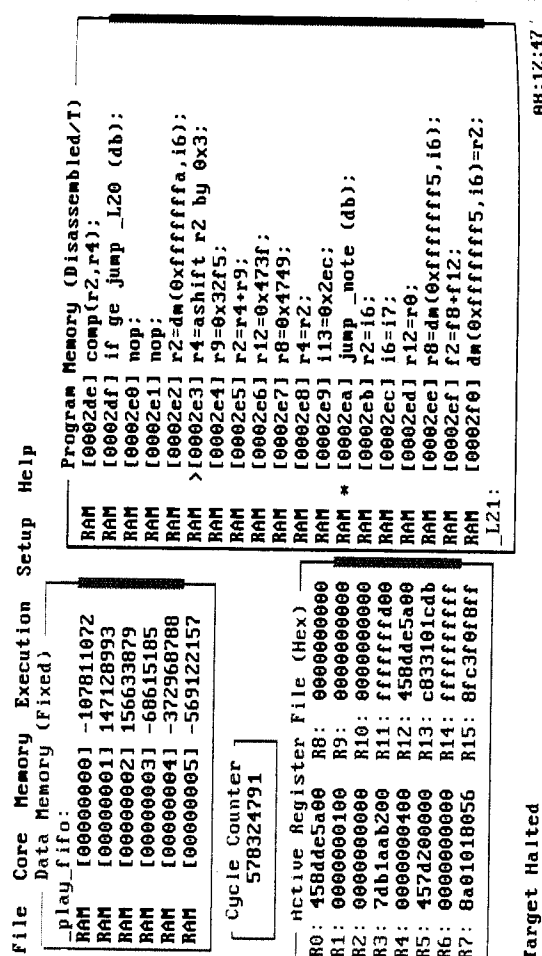 File Core Memory Execution Setup Help
Data Memory (Fixed)
_play_fifo:
RAM [00000000] -107811072
RAM [00000001] 147128993
RAM [00000002] 156633879
RAM [00000003] -68615185
RAM [00000004] -372968788
RAM [00000005] -569122157
Cycle Counter
578324791
Active Register File (Hex)
R0: 458dde5a00 R8: 0000000000
R1: 0000000100 R9: 0000000000
R2: 0000000000 R10: 0000000000
R3: 7db1aab200 R11: fffffffd00
R4: 0000000400 R12: 458dde5a00
R5: 457d200000 R13: c833101cdb
R6: 0000000000 R14: ffffffffff
R7: 8a01018056 R15: 8fc3f0f8ff
Target Halted
Program Memory (Disassembled/T)
RAM [0002de] comp(r2,r4);
RAM [0002df] if ge jump _L20 (db);
RAM [0002e0] nop;
RAM [0002e1] nop;
RAM [0002e2] r2=dm(0xfffffffa,i6);
RAM >[0002e3] r4=ashift r2 by 0x3;
RAM [0002e4] r9=0x32f5;
RAM [0002e5] r2=r4+r9;
RAM [0002e6] r12=0x473f;
RAM [0002e7] r8=0x4749;
RAM [0002e8] r4=r2;
RAM [0002e9] i13=0x2ec;
RAM * [0002ea] jump _note (db);
RAM [0002eb] r2=i6;
RAM [0002ec] i6=i7;
RAM [0002ed] r12=r0;
RAM [0002ee] r8=dm(0xfffffff5,i6);
RAM [0002ef] f2=f8+f12;
RAM [0002f0] dm(0xfffffff5,i6)=r2;
_L21: